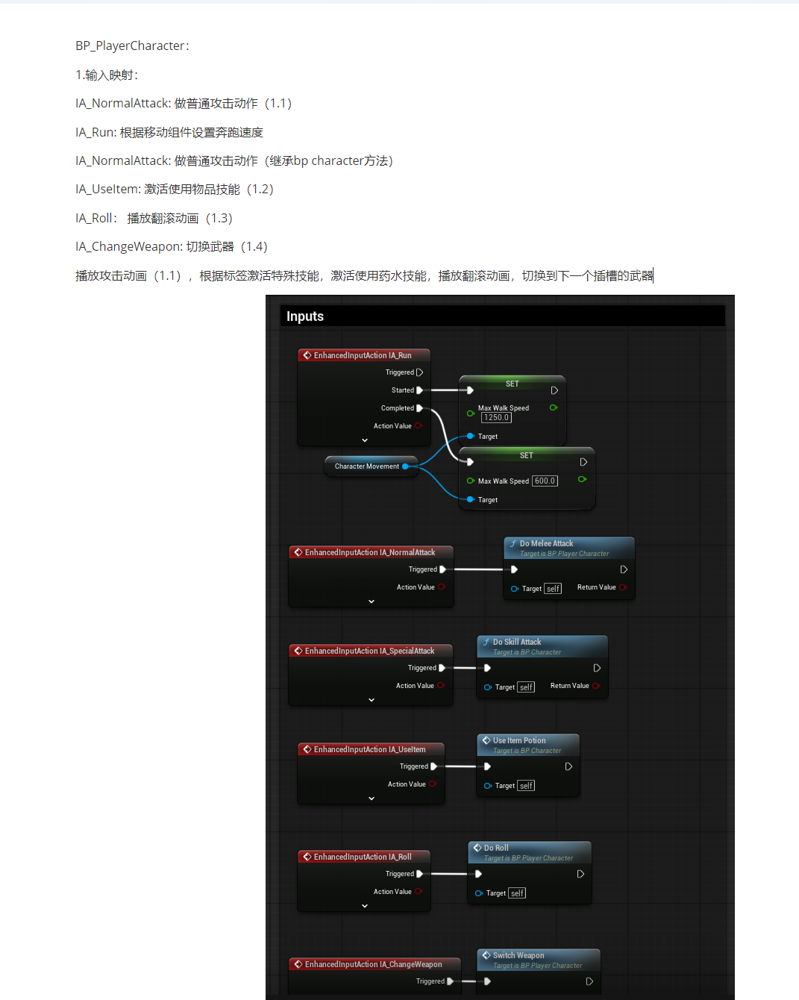 BP_PlayerCharacter：
1.输入映射：
IA_NormalAttack: 做普通攻击动作（1.1）
IA_Run: 根据移动组件设置奔跑速度
IA_NormalAttack: 做普通攻击动作（继承bp character方法）
IA_UseItem: 激活使用物品技能（1.2）
IA_Roll： 播放翻滚动画（1.3）
IA_ChangeWeapon: 切换武器（1.4）
播放攻击动画（1.1），根据标签激活特殊技能，激活使用药水技能，播放翻滚动画，切换到下一个插槽的武器
Inputs
EnhancedInputAction IA_Run
Triggered
Started
Completed
Action Value
SET
Max Walk Speed
1250.0
Target
Character Movement
SET
Max Walk Speed 600.0
Target
EnhancedInputAction IA_NormalAttack
Triggered
Action Value
Do Melee Attack
Target is BP Player Character
Target self Return Value
EnhancedInputAction IA_SpecialAttack
Triggered
Action Value
Do Skill Attack
Target is BP Character
Target self Return Value
EnhancedInputAction IA_UseItem
Triggered
Action Value
Use Item Potion
Target is BP Character
Target self
EnhancedInputAction IA_Roll
Triggered
Action Value
Do Roll
Target is BP Player Character
Target self
EnhancedInputAction IA_ChangeWeapon
Triggered
Switch Weapon
Target is BP Player Character